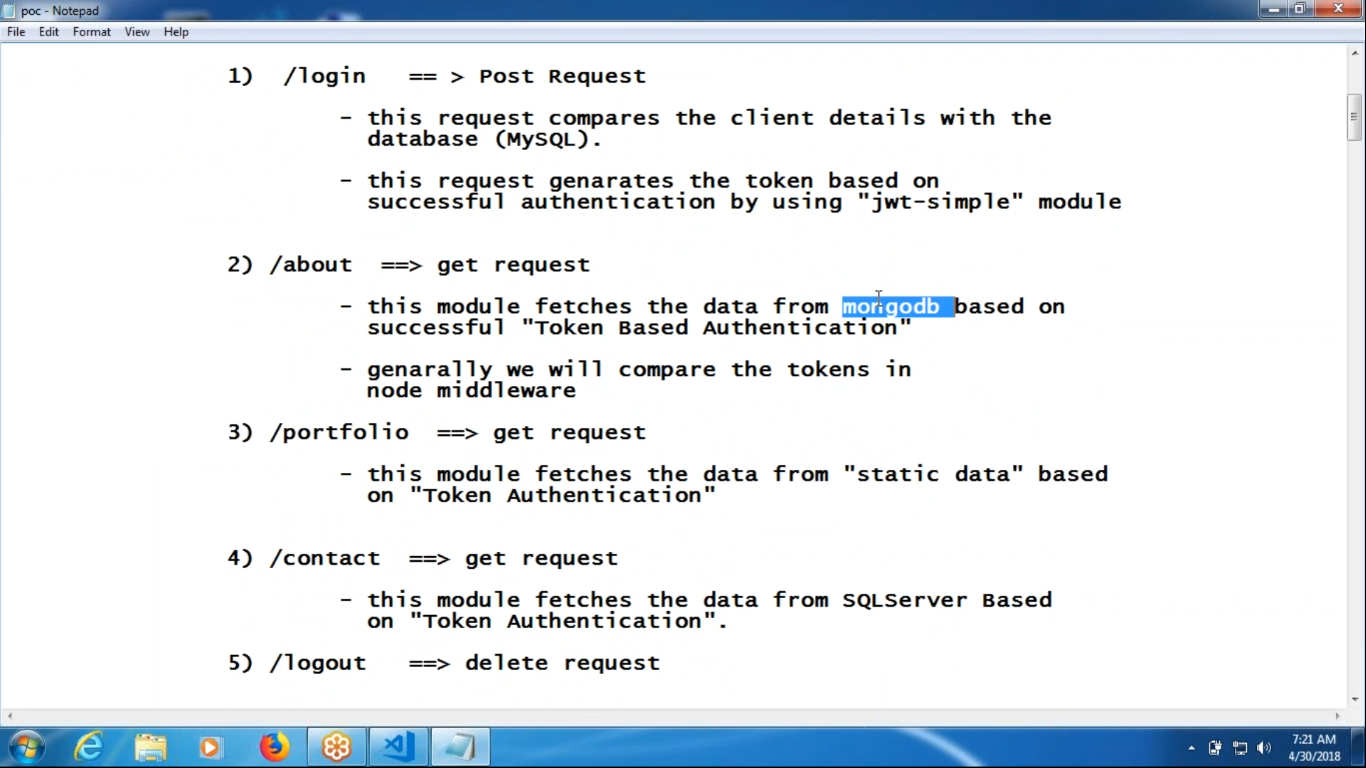 poc - Notepad
File Edit Format View Help
1) /login == > Post Request
- this request compares the client details with the
database (MySQL).
- this request genarates the token based on
successful authentication by using "jwt-simple" module
2) /about ==> get request
- this module fetches the data from mongodb based on
successful "Token Based Authentication"
- genarally we will compare the tokens in
node middleware
3) /portfolio ==> get request
- this module fetches the data from "static data" based
on "Token Authentication"
4) /contact ==> get request
- this module fetches the data from SQLServer Based
on "Token Authentication".
5) /logout ==> delete request
7:21 AM
4/30/2018